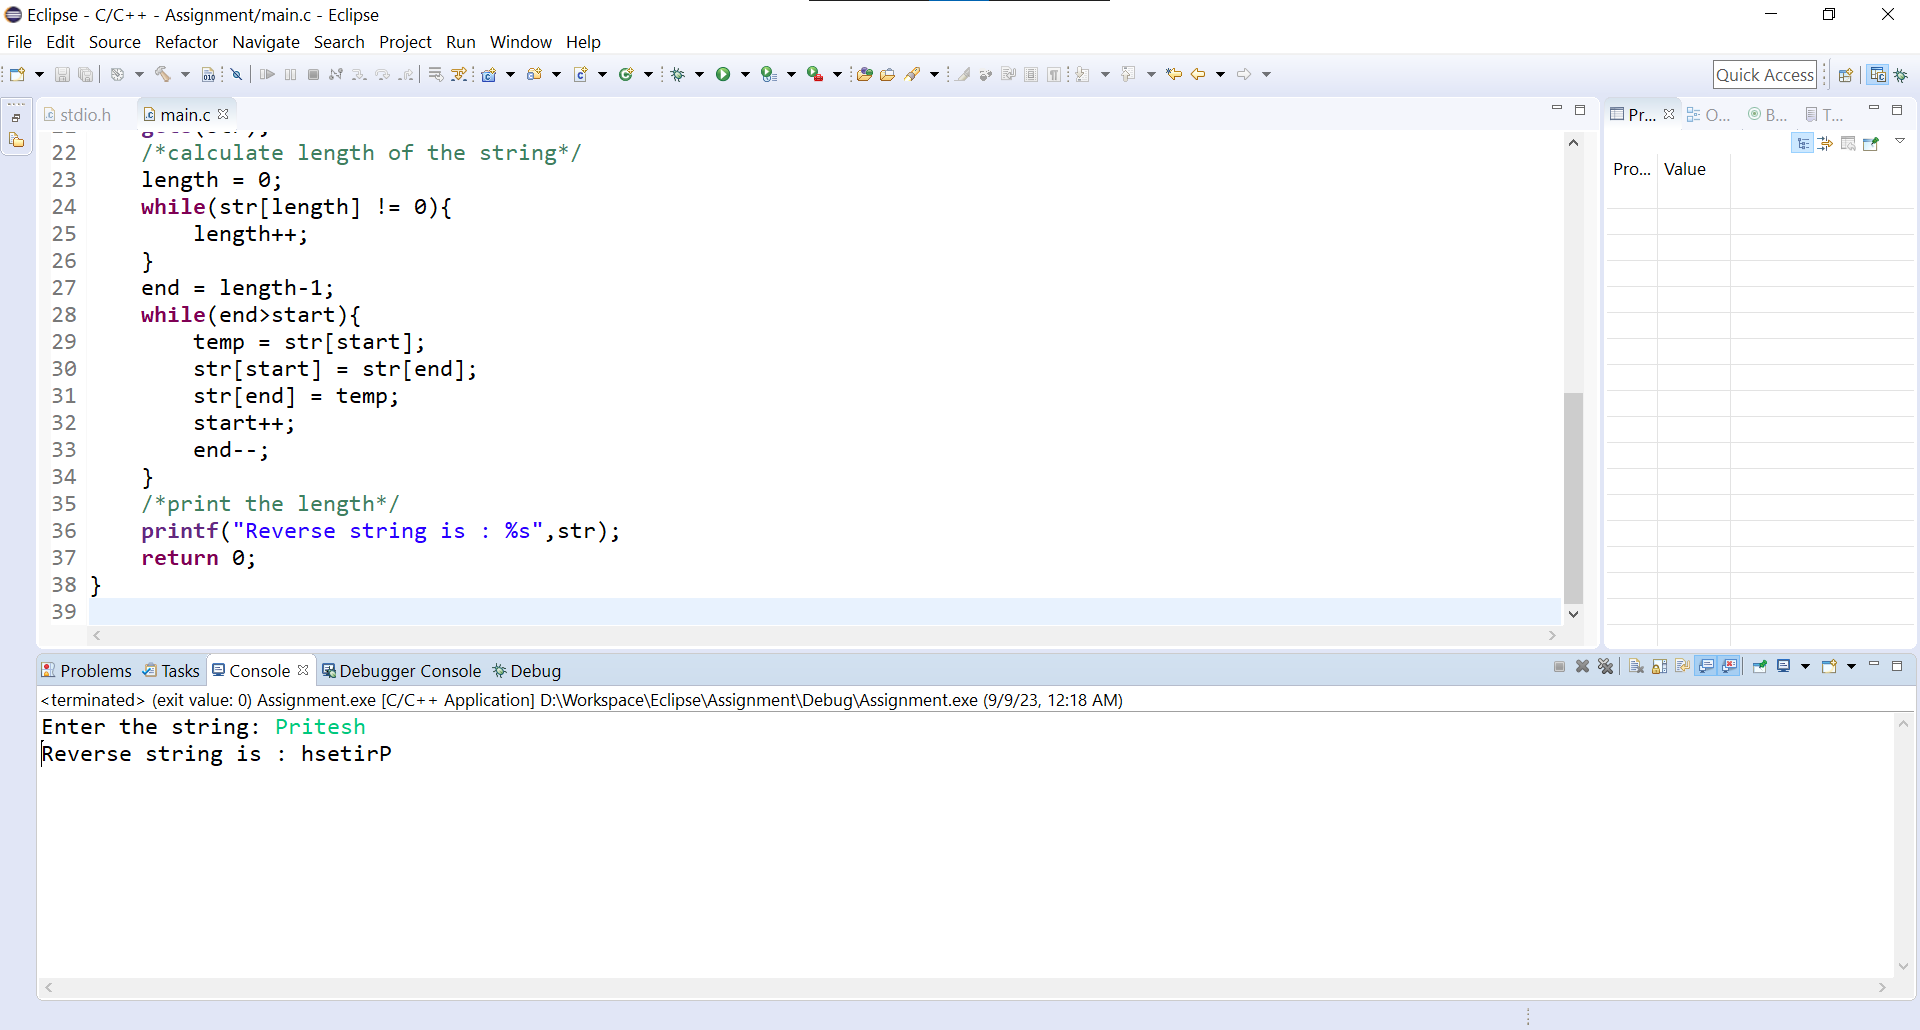 Eclipse - C/C++ - Assignment/main.c - Eclipse
File Edit Source Refactor Navigate Search Project Run Window Help
Quick Access
stdio.h main.c
Pr... O... B... T...
Pro... Value
22 /*calculate length of the string*/
23 length = 0;
24 while(str[length] != 0){
25 length++;
26 }
27 end = length-1;
28 while(end>start){
29 temp = str[start];
30 str[start] = str[end];
31 str[end] = temp;
32 start++;
33 end--;
34 }
35 /*print the length*/
36 printf("Reverse string is : %s",str);
37 return 0;
38 }
39
Problems Tasks Console Debugger Console Debug
<terminated> (exit value: 0) Assignment.exe [C/C++ Application] D:\Workspace\Eclipse\Assignment\Debug\Assignment.exe (9/9/23, 12:18 AM)
Enter the string: Pritesh
Reverse string is : hsetirP